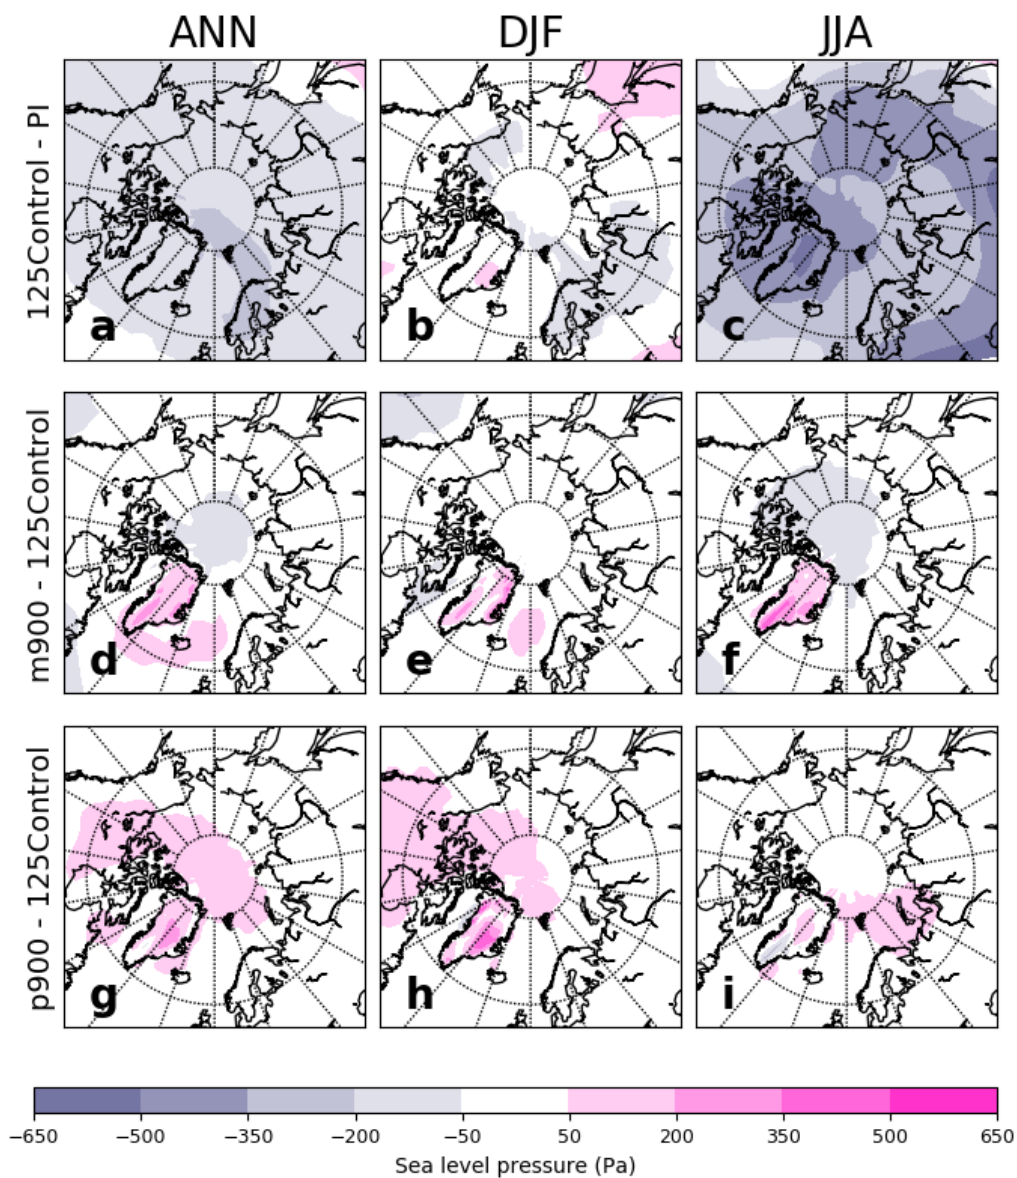 ANN DJF JJA
125Control - PI
a b c
m900 - 125Control
d e f
p900 - 125Control
g h i
−650 −500 −350 −200 −50 50 200 350 500 650
Sea level pressure (Pa)